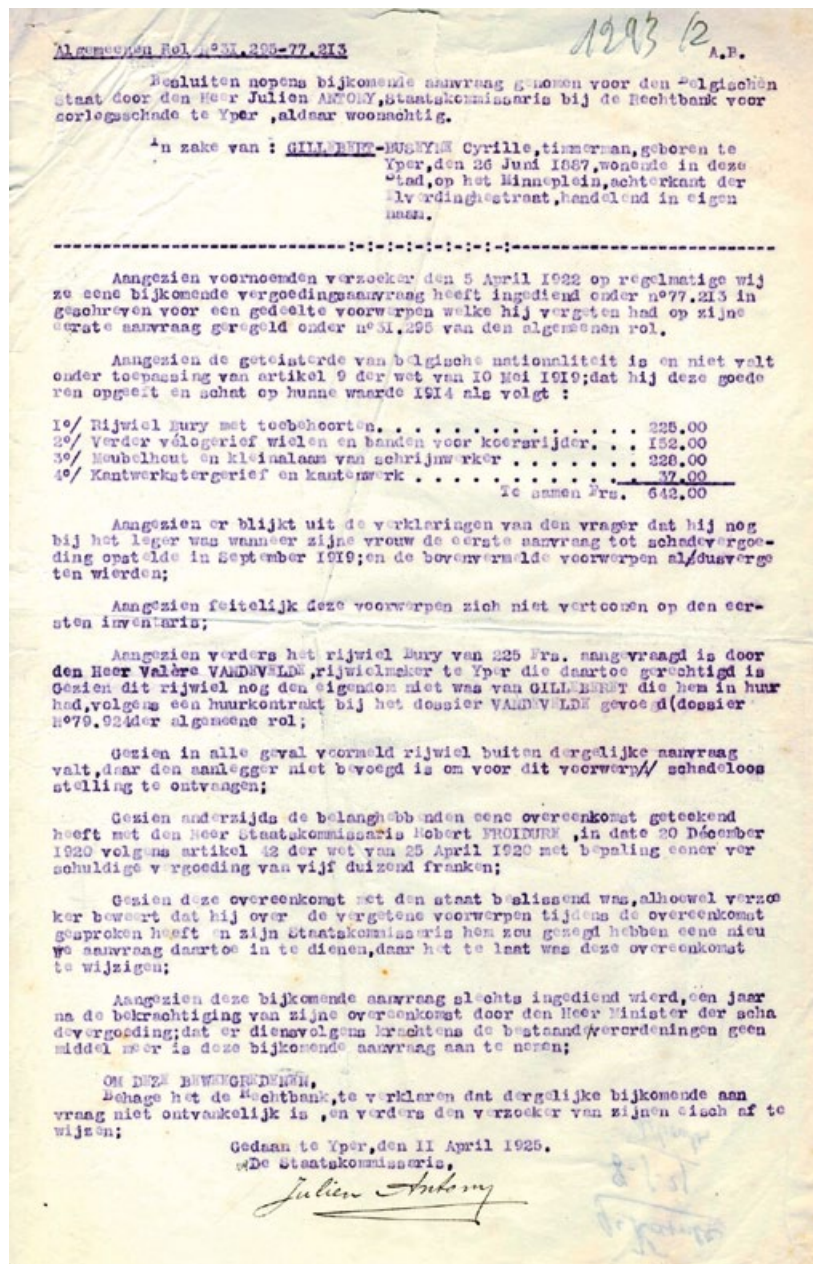 Algemeenen Rol N°31.295-77.213
1293/2 A.B.
Besluiten nopens bijkomende aanvraag genomen voor den Belgischen
Staat door den Heer Julien ANTONY,Staatskommissaris bij de Rechtbank voor
oorlogsschade te Yper ,aldaar woonachtig.
In zake van : GILLEBERT-BUSEYNE Cyrille,timmerman,geboren te
Yper,den 26 Juni 1887,wonende in deze
Stad,op het Minneplein,achterkant der
Elverdinghestraat,handelend in eigen
naam.
---------------------------:-:-:-:-:-:-:-:------------------------
Aangezien voornoemden verzoeker den 5 April 1922 op regelmatige wij
ze eene bijkomende vergoedingsaanvraag heeft ingediend onder n°77.213 in
geschreven voor een gedeelte voorwerpen welke hij vergeten had op zijne
eerste aanvraag geregeld onder n°31.295 van den algemeenen rol.
Aangezien de geteisterde van belgische nationaliteit is en niet valt
onder toepassing van artikel 9 der wet van 10 Mei 1919;dat hij deze goede
ren opgeeft en schat op hunne waarde 1914 als volgt :
1°/ Rijwiel Bury met toebehoorten. . . . . . . . . . . . . . . 225.00
2°/ Verder vélogerief wielen en banden voor koersrijder. . . 152.00
3°/ Meubelhout en kleinalaam van schrijnwerker . . . . . . . 228.00
4°/ Kantwerkstergerief en kantenwerk . . . . . . . . . . . . . 37.00
Te samen Frs. 642.00
Aangezien er blijkt uit de verklaringen van den vrager dat hij nog
bij het leger was wanneer zijne vrouw de eerste aanvraag tot schadevergoe-
ding opstelde in September 1919;en de bovenvermelde voorwerpen al/dusverge
ten wierden;
Aangezien feitelijk deze voorwerpen zich niet vertoonen op den eer-
sten inventaris;
Aangezien verders het rijwiel Bury van 225 Frs. aangevraagd is door
den Heer Valère VANDEVELDE,rijwielmaker te Yper die daartoe gerechtigd is
Gezien dit rijwiel nog den eigendom niet was van GILLEBERET die hem in huur
had,volgens een huurkontrakt bij het dossier VANDEVELDE gevoegd(dossier
N°79.924der algemeene rol;
Gezien in alle geval voormeld rijwiel buiten dergelijke aanvraag
valt,daar den aanlegger niet bevoegd is om voor dit voorwerp// schadeloos
stelling te ontvangen;
Gezien anderzijds de belanghebbenden eene overeenkomst geteekend
heeft met den Heer Staatskommissaris Robert FROIDURE ,in date 20 Décember
1920 volgens artikel 42 der wet van 25 April 1920 met bepaling eener ver
schuldige vergoeding van vijf duizend franken;
Gezien deze overeenkomst met den staat beslissend was,alhoewel verzoe
ker beweert dat hij over de vergetene voorwerpen tijdens de overeenkomst
gesproken heeft en zijn Staatskommissaris hem zou gezegd hebben eene nieu
we aanvraag daartoe in te dienen,daar het te laat was deze overeenkomst
te wijzigen;
Aangezien deze bijkomende aanvraag slechts ingediend wierd,een jaar
na de bekrachtiging van zijne overeenkomst door den Heer Minister der scha
devergoeding;dat er diensvolgens krachtens de bestaande verordeningen geen
middel meer is deze bijkomende aanvraag aan te nemen;
OM DEZE BEWEEGREDENEN,
Behage het de Rechtbank,te verklaren dat dergelijke bijkomende aan
vraag niet ontvankelijk is ,en verders den verzoeker van zijnen eisch af te
wijzen;
Gedaan te Yper,den 11 April 1925.
De Staatskommissaris,
Julien Antony